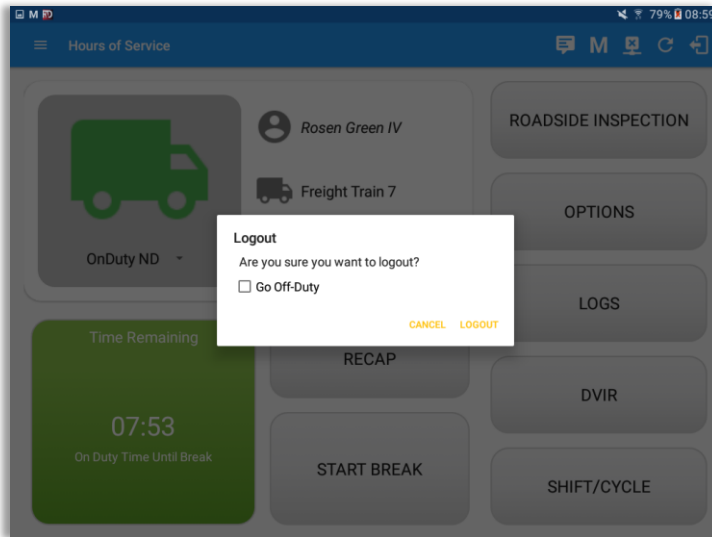 M
79% 08:59
Hours of Service
M
Rosen Green IV
Freight Train 7
OnDuty ND
ROADSIDE INSPECTION
OPTIONS
LOGS
DVIR
SHIFT/CYCLE
Logout
Are you sure you want to logout?
Go Off-Duty
CANCEL LOGOUT
Time Remaining
07:53
On Duty Time Until Break
RECAP
START BREAK